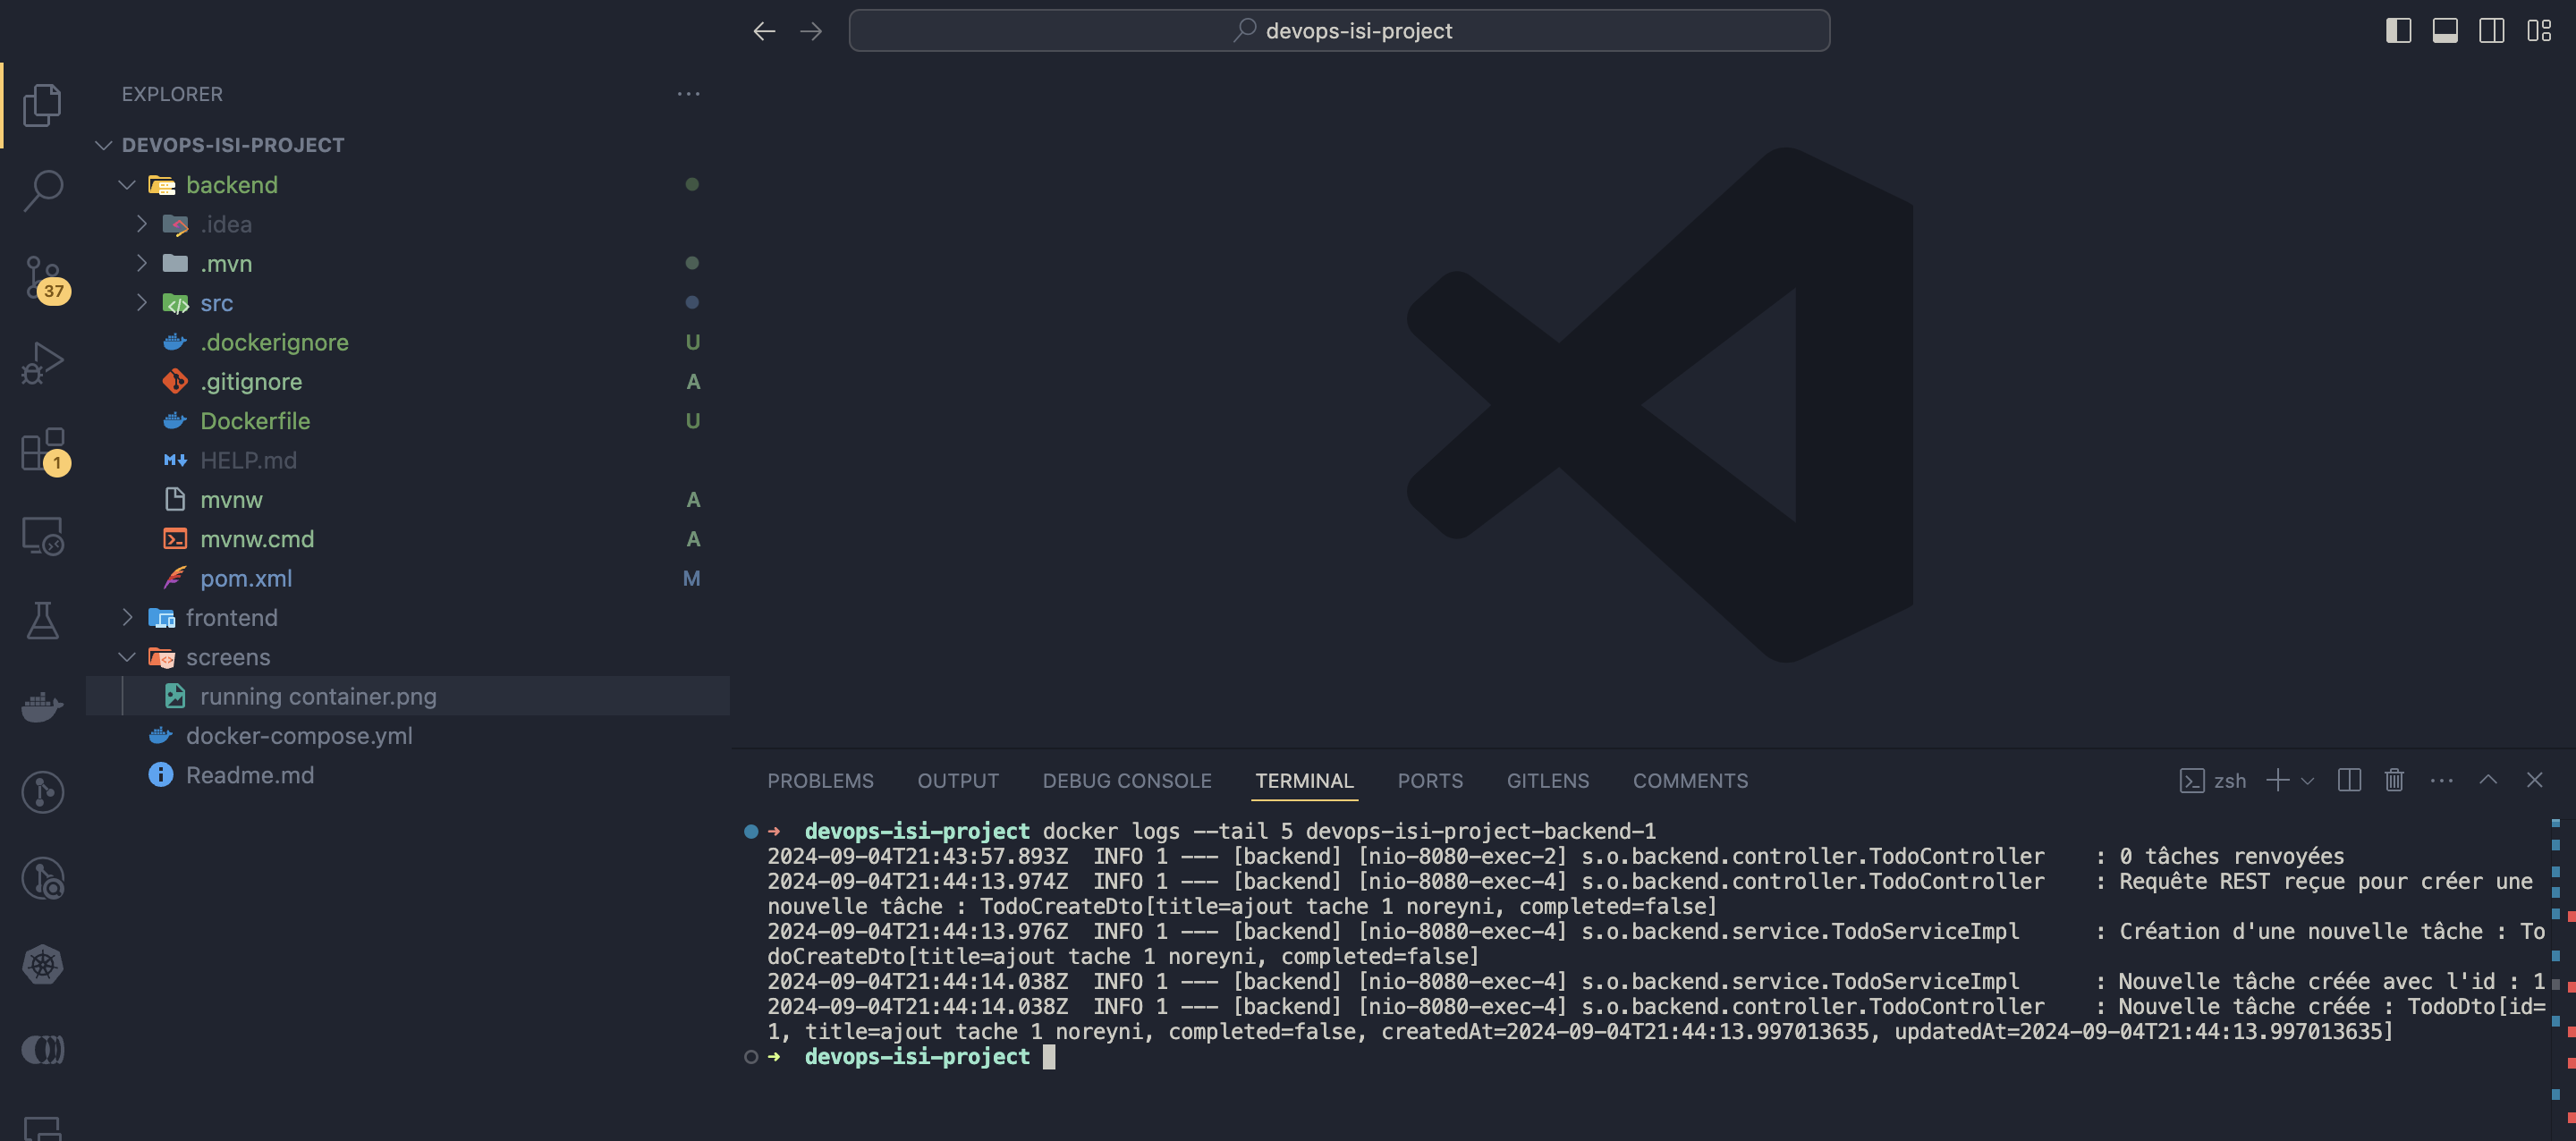 devops-isi-project
EXPLORER
DEVOPS-ISI-PROJECT
backend
.idea
.mvn
src
.dockerignore U
.gitignore A
Dockerfile U
HELP.md
mvnw A
mvnw.cmd A
pom.xml M
frontend
screens
running container.png
docker-compose.yml
Readme.md
37
1
PROBLEMS OUTPUT DEBUG CONSOLE TERMINAL PORTS GITLENS COMMENTS zsh
➜ devops-isi-project docker logs --tail 5 devops-isi-project-backend-1
2024-09-04T21:43:57.893Z  INFO 1 --- [backend] [nio-8080-exec-2] s.o.backend.controller.TodoController    : 0 tâches renvoyées
2024-09-04T21:44:13.974Z  INFO 1 --- [backend] [nio-8080-exec-4] s.o.backend.controller.TodoController    : Requête REST reçue pour créer une
nouvelle tâche : TodoCreateDto[title=ajout tache 1 noreyni, completed=false]
2024-09-04T21:44:13.976Z  INFO 1 --- [backend] [nio-8080-exec-4] s.o.backend.service.TodoServiceImpl      : Création d'une nouvelle tâche : To
doCreateDto[title=ajout tache 1 noreyni, completed=false]
2024-09-04T21:44:14.038Z  INFO 1 --- [backend] [nio-8080-exec-4] s.o.backend.service.TodoServiceImpl      : Nouvelle tâche créée avec l'id : 1
2024-09-04T21:44:14.038Z  INFO 1 --- [backend] [nio-8080-exec-4] s.o.backend.controller.TodoController    : Nouvelle tâche créée : TodoDto[id=
1, title=ajout tache 1 noreyni, completed=false, createdAt=2024-09-04T21:44:13.997013635, updatedAt=2024-09-04T21:44:13.997013635]
➜ devops-isi-project